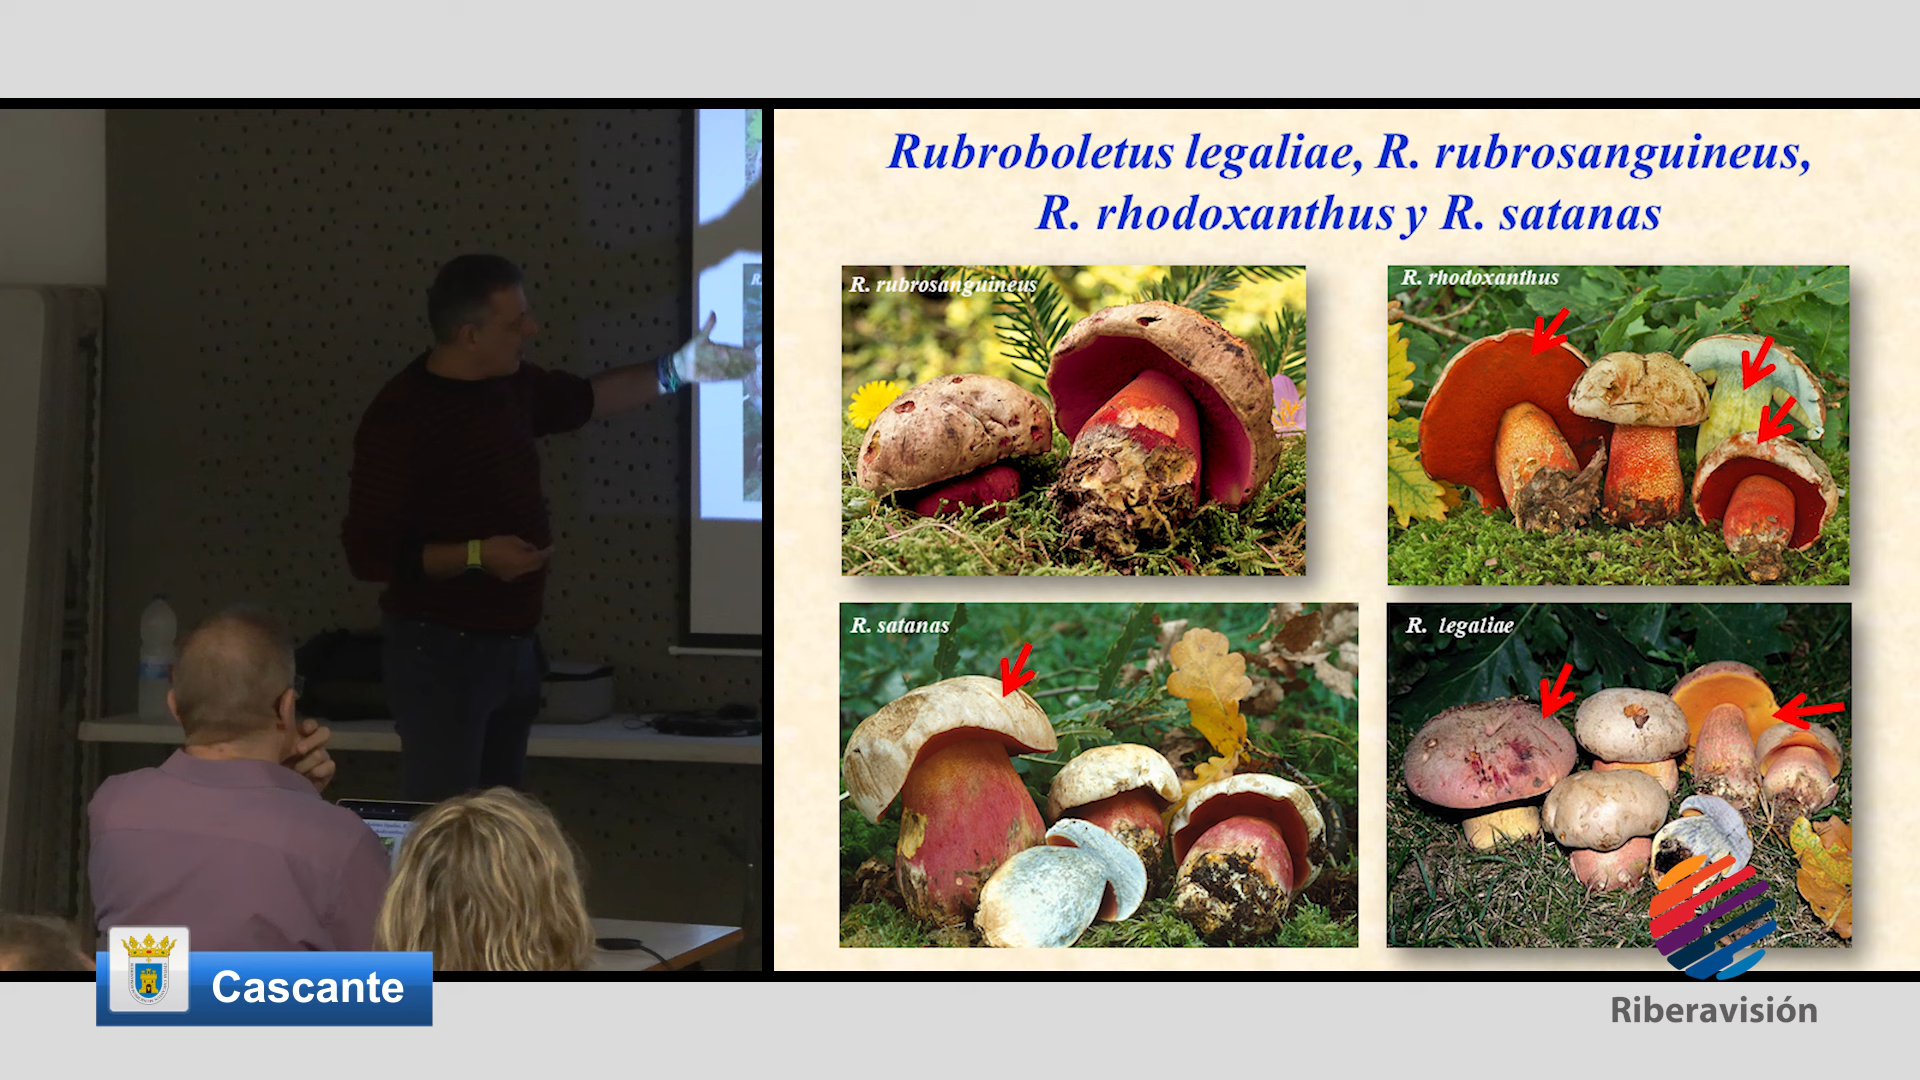 Rubroboletus legaliae, R. rubrosanguineus,
R. rhodoxanthus y R. satanas
R. rubrosanguineus
R. rhodoxanthus
R. satanas
R. legaliae
Cascante
Riberavisión